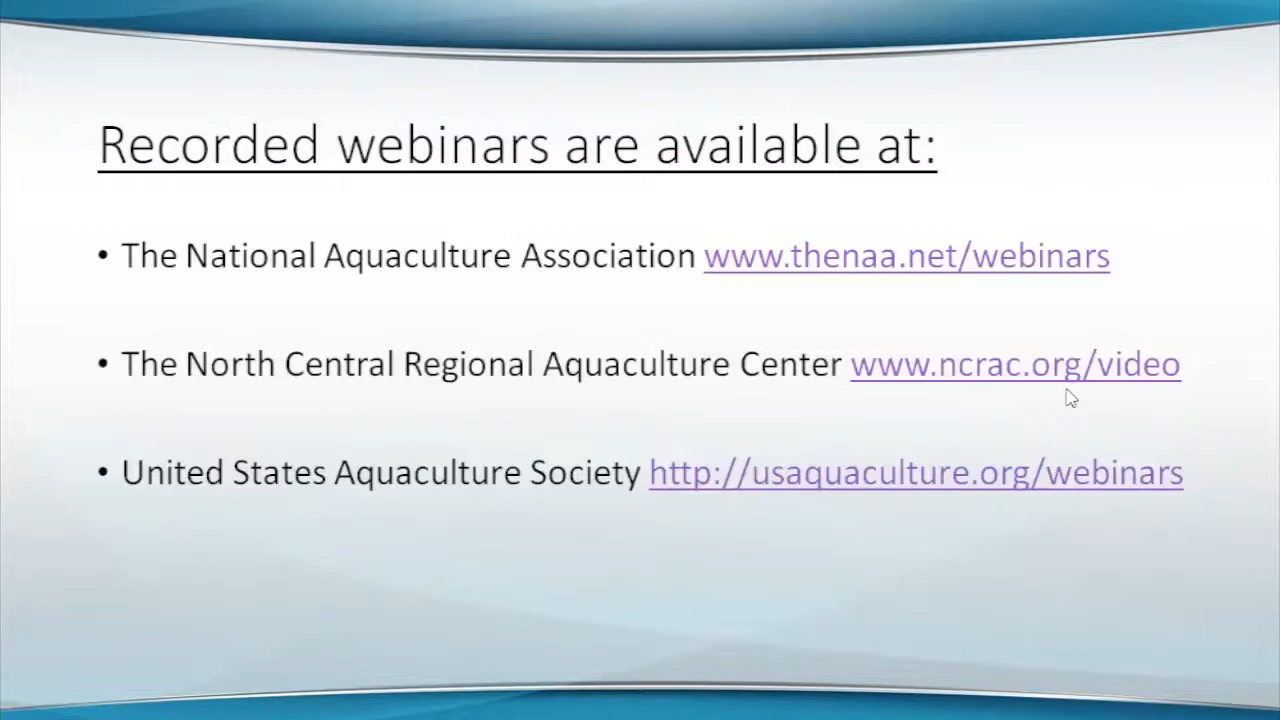 Recorded webinars are available at:
• The National Aquaculture Association www.thenaa.net/webinars
• The North Central Regional Aquaculture Center www.ncrac.org/video
• United States Aquaculture Society http://usaquaculture.org/webinars